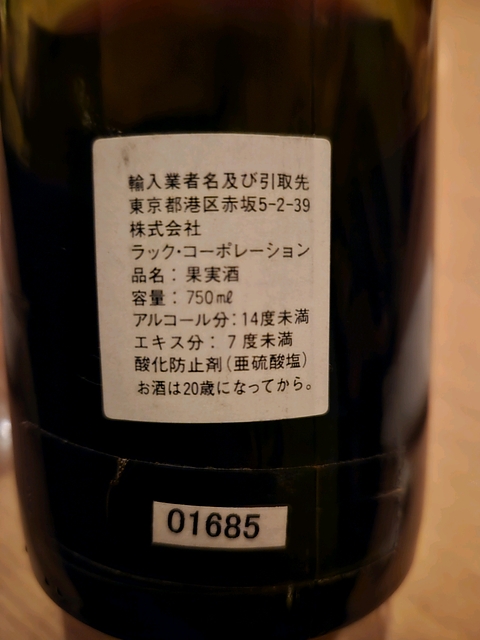 輸入業者名及び引取先
東京都港区赤坂5-2-39
株式会社
ラック・コーポレーション
品名：果実酒
容量：750㎖
アルコール分：14度未満
エキス分：７度未満
酸化防止剤(亜硫酸塩)
お酒は20歳になってから。
01685